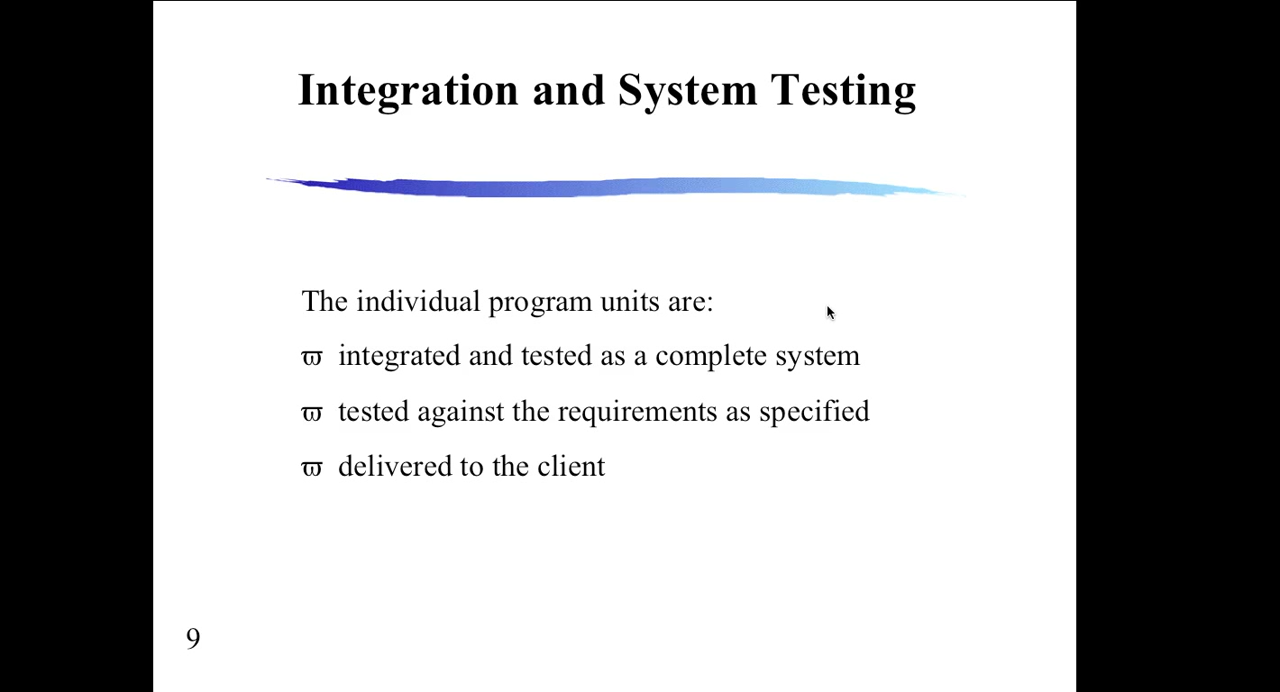 Integration and System Testing
The individual program units are:
ϖ integrated and tested as a complete system
ϖ tested against the requirements as specified
ϖ delivered to the client
9